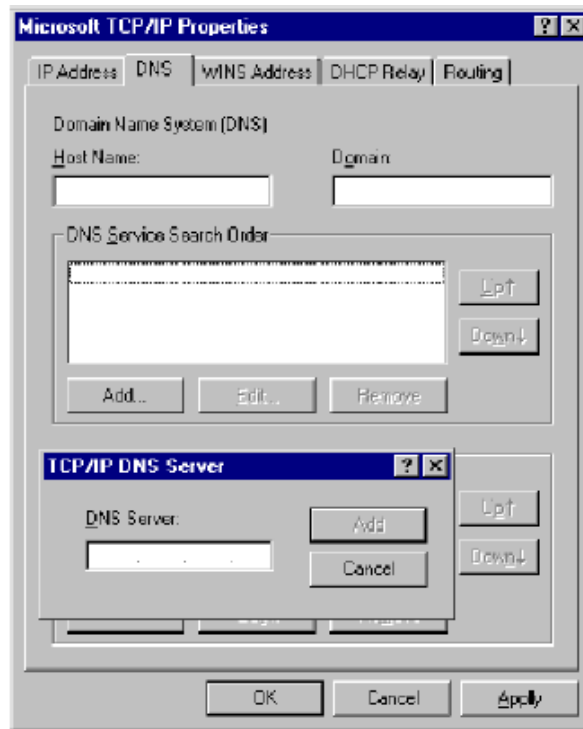 Microsoft TCP/IP Properties
IP Address DNS WINS Address DHCP Relay Routing
Domain Name System (DNS)
Host Name: Domain:
DNS Service Search Order
Up↑
Down↓
Add... Edit... Remove
TCP/IP DNS Server
DNS Server:
Add
Cancel
Up↑
Down↓
OK Cancel Apply